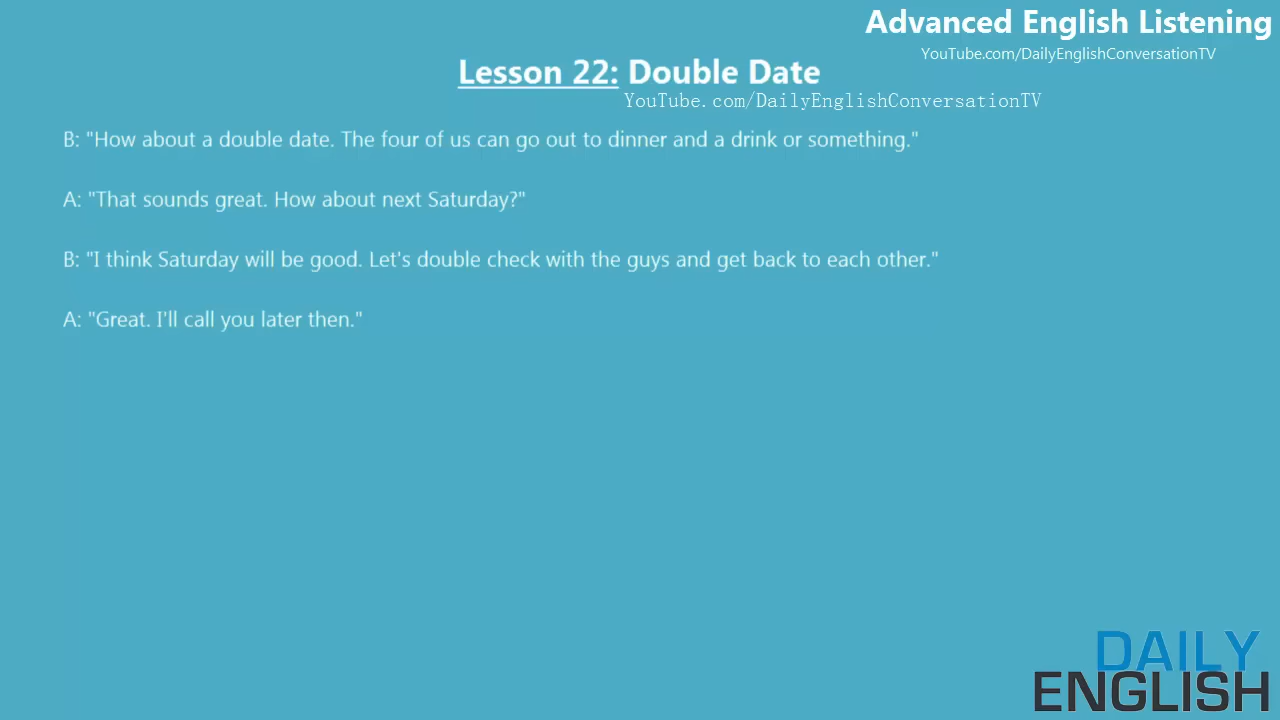 Advanced English Listening
YouTube.com/DailyEnglishConversationTV
Lesson 22: Double Date
YouTube.com/DailyEnglishConversationTV
B: "How about a double date. The four of us can go out to dinner and a drink or something."
A: "That sounds great. How about next Saturday?"
B: "I think Saturday will be good. Let's double check with the guys and get back to each other."
A: "Great. I'll call you later then."
DAILY
ENGLISH